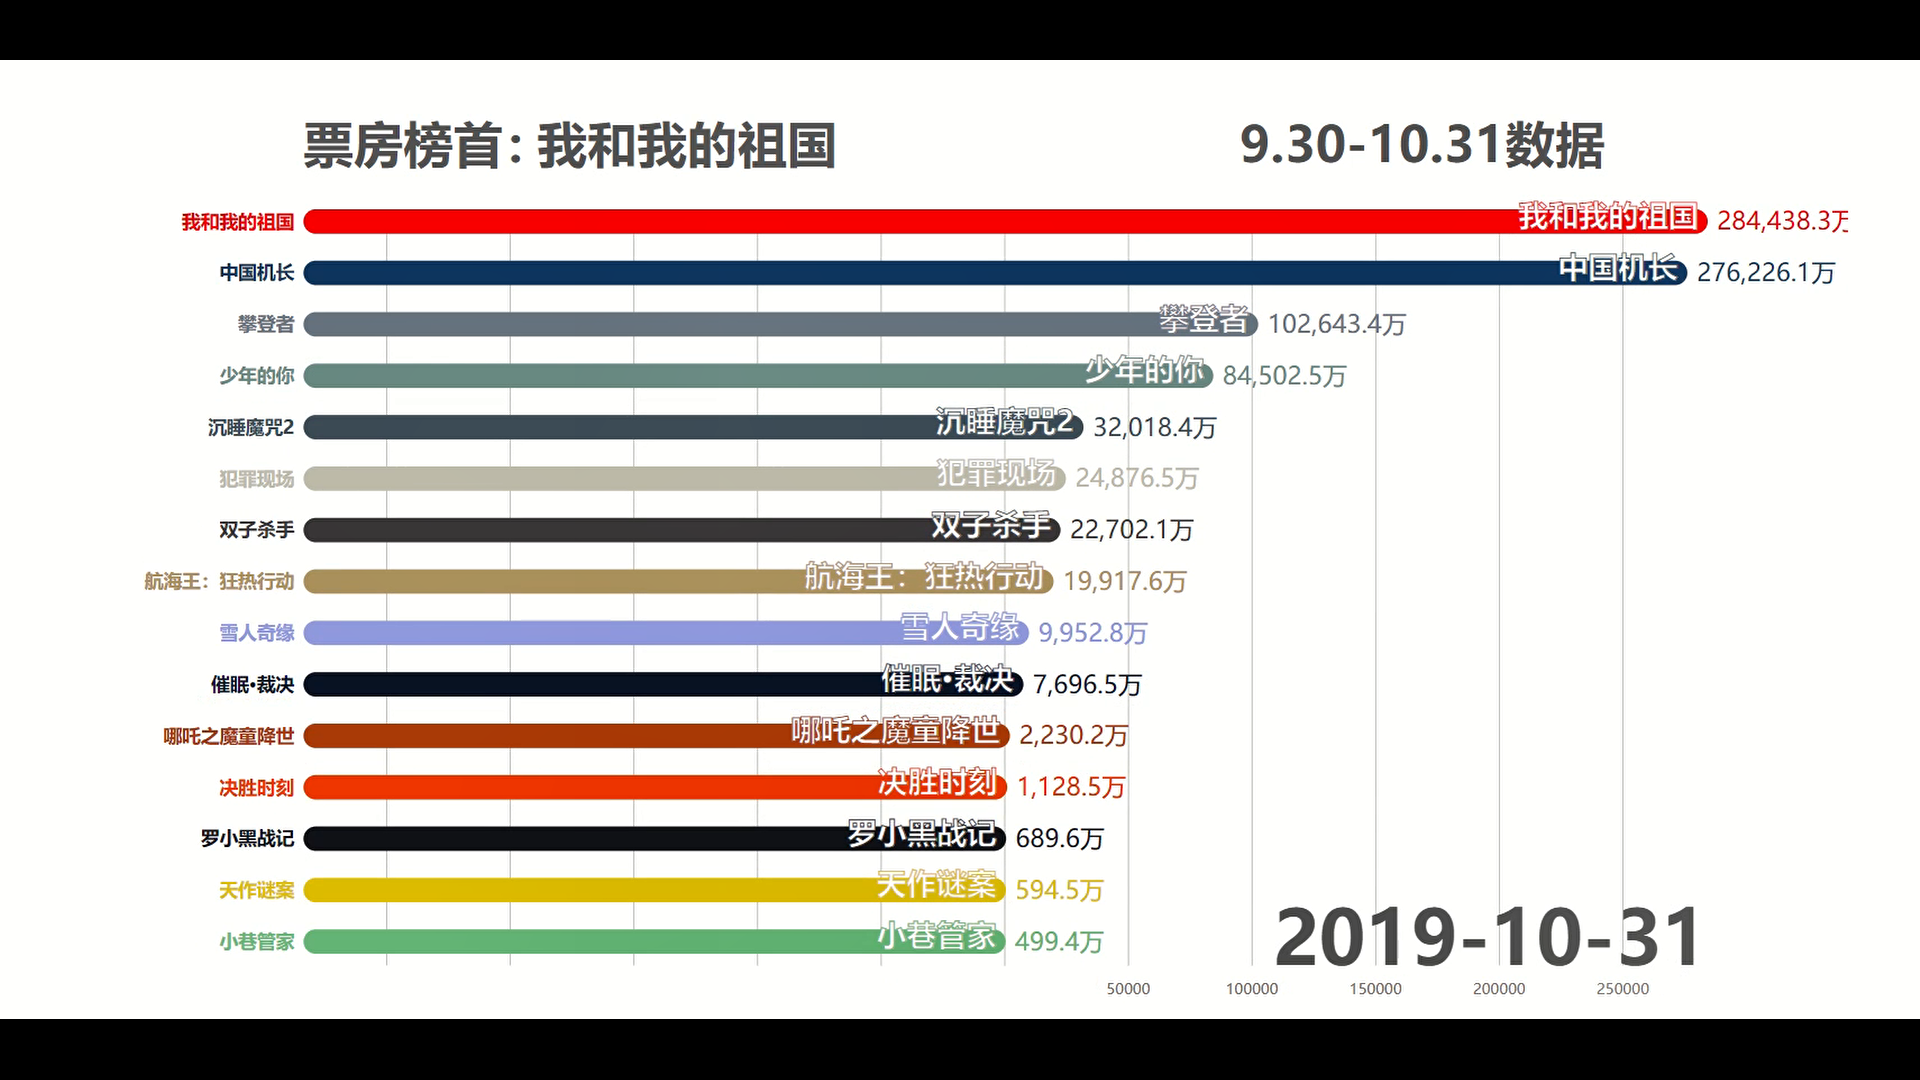 票房榜首：我和我的祖国
9.30-10.31数据
我和我的祖国 我和我的祖国 284,438.3万
中国机长 中国机长 276,226.1万
攀登者 攀登者 102,643.4万
少年的你 少年的你 84,502.5万
沉睡魔咒2 沉睡魔咒2 32,018.4万
犯罪现场 犯罪现场 24,876.5万
双子杀手 双子杀手 22,702.1万
航海王：狂热行动 航海王：狂热行动 19,917.6万
雪人奇缘 雪人奇缘 9,952.8万
催眠•裁决 催眠•裁决 7,696.5万
哪吒之魔童降世 哪吒之魔童降世 2,230.2万
决胜时刻 决胜时刻 1,128.5万
罗小黑战记 罗小黑战记 689.6万
天作谜案 天作谜案 594.5万
小巷管家 小巷管家 499.4万
2019-10-31
50000 100000 150000 200000 250000